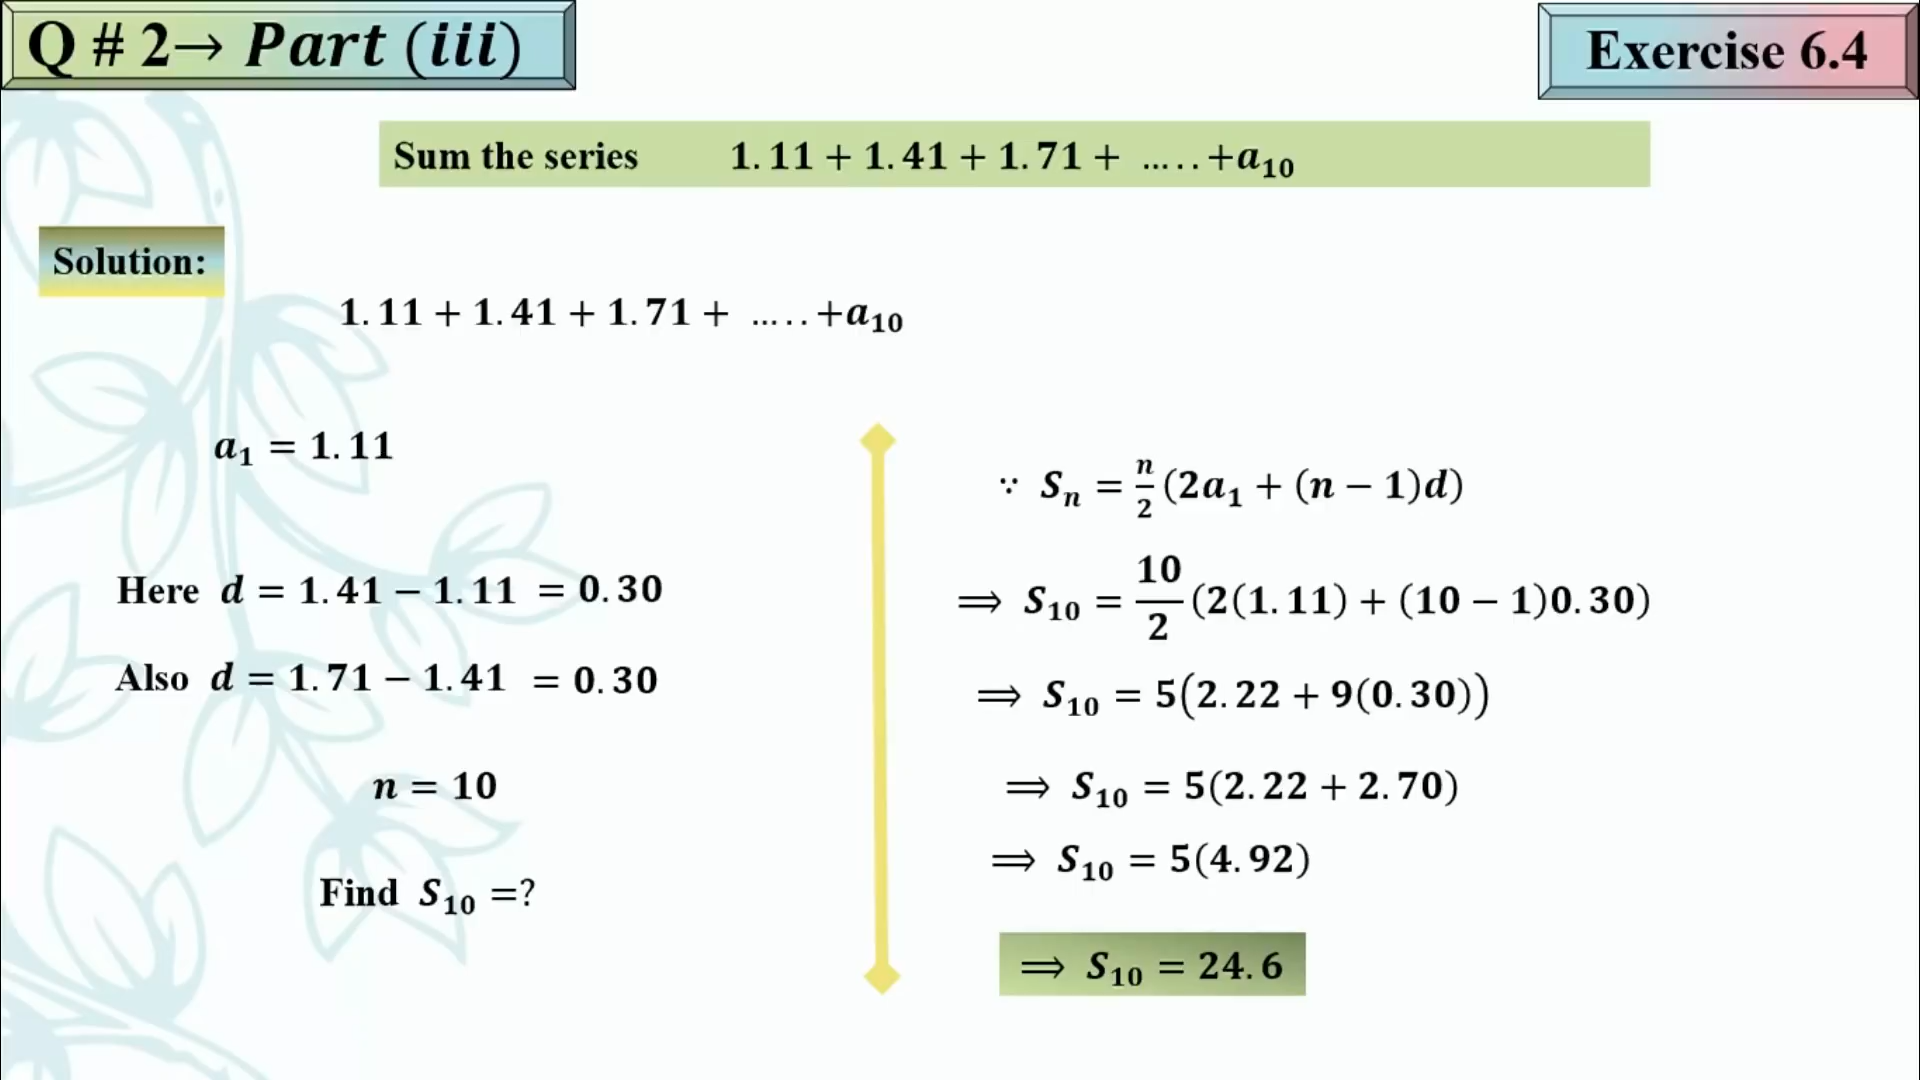 Q # 2→ Part (iii)
Exercise 6.4
Sum the series 1.11 + 1.41 + 1.71 + ..... +a₁₀
Solution:
1.11 + 1.41 + 1.71 + ..... +a₁₀
a₁ = 1.11
Here d = 1.41 − 1.11 = 0.30
Also d = 1.71 − 1.41 = 0.30
n = 10
Find S₁₀ =?
∵ Sₙ = n/2 (2a₁ + (n − 1)d)
⟹ S₁₀ = 10/2 (2(1.11) + (10 − 1)0.30)
⟹ S₁₀ = 5(2.22 + 9(0.30))
⟹ S₁₀ = 5(2.22 + 2.70)
⟹ S₁₀ = 5(4.92)
⟹ S₁₀ = 24.6